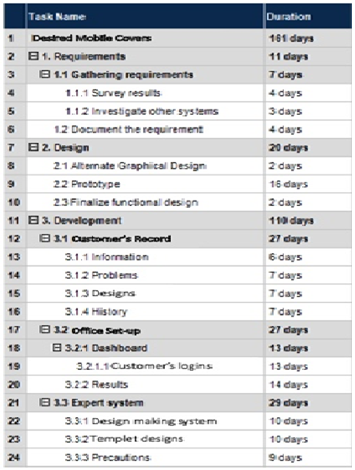 Task Name Duration
1 Desired Mobile Covers 161 days
2 1. Requirements 11 days
3 1.1 Gathering requirements 7 days
4 1.1.1 Survey results 4 days
5 1.1.2 Investigate other systems 3 days
6 1.2 Document the requirement 4 days
7 2. Design 20 days
8 2.1 Alternate Graphical Design 2 days
9 2.2 Prototype 16 days
10 2.3 Finalize functional design 2 days
11 3. Development 110 days
12 3.1 Customer's Record 27 days
13 3.1.1 Information 6 days
14 3.1.2 Problems 7 days
15 3.1.3 Designs 7 days
16 3.1.4 History 7 days
17 3.2 Office Set-up 27 days
18 3.2.1 Dashboard 13 days
19 3.2.1.1 Customer's logins 13 days
20 3.2.2 Results 14 days
21 3.3 Expert system 29 days
22 3.3.1 Design making system 10 days
23 3.3.2 Templet designs 10 days
24 3.3.3 Precautions 9 days